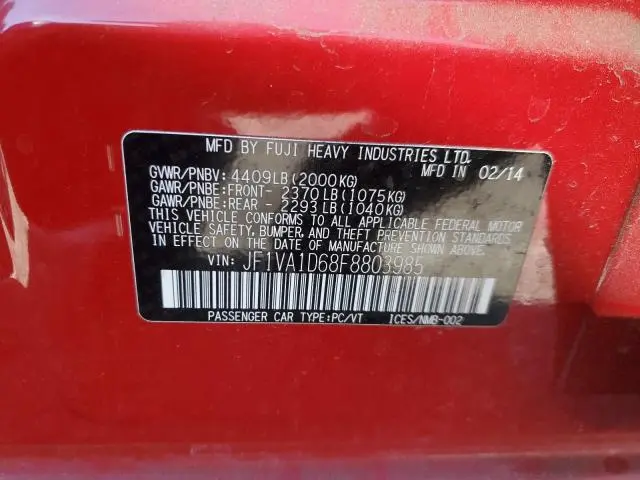 MFD BY FUJI HEAVY INDUSTRIES LTD.
GVWR/PNBV: 4409LB(2000KG) MFD IN 02/14
GAWR/PNBE:FRONT- 2370LB(1075KG)
GAWR/PNBE:REAR - 2293LB(1040KG)
THIS VEHICLE CONFORMS TO ALL APPLICABLE FEDERAL MOTOR
VEHICLE SAFETY, BUMPER, AND THEFT PREVENTION STANDARDS
IN EFFECT ON THE DATE OF MANUFACTURE SHOWN ABOVE.
VIN: JF1VA1D68F8803985
PASSENGER CAR TYPE:PC/VT ICES/NMB-002